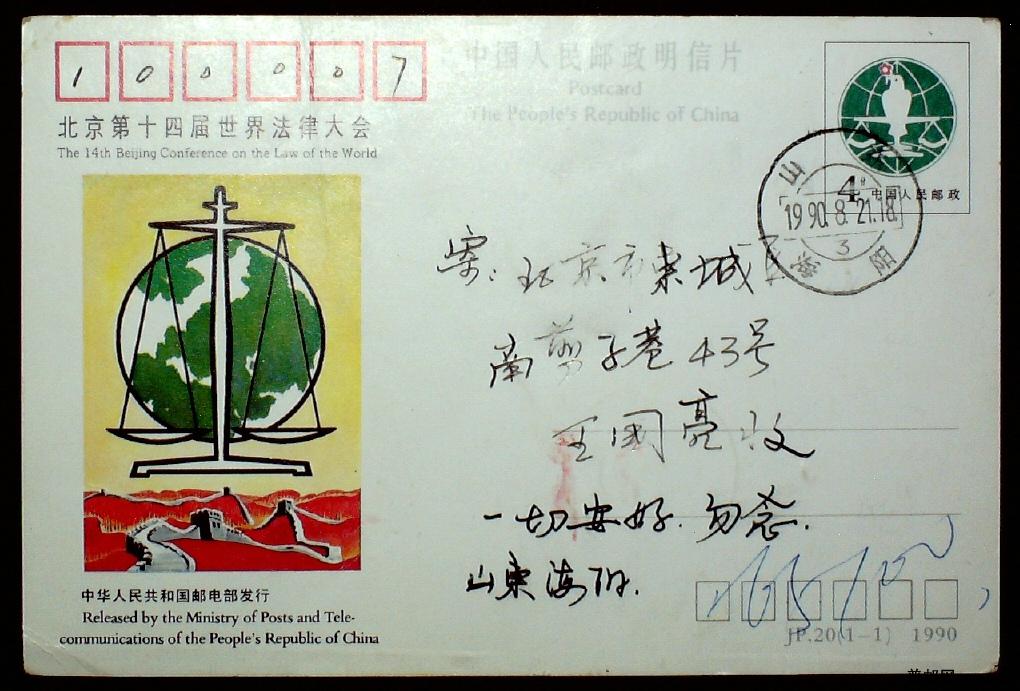 100007
中国人民邮政明信片
Postcard
The People's Republic of China
北京第十四届世界法律大会
The 14th Beijing Conference on the Law of the World
4分
中国人民邮政
山东
1990.8.21.18
3
海阳
寄:北京市东城区
南剪子巷43号
王国亮收
一切安好.勿念.
山东海阳.
中华人民共和国邮电部发行
Released by the Ministry of Posts and Tele-
communications of the People's Republic of China
JP.20(1-1) 1990